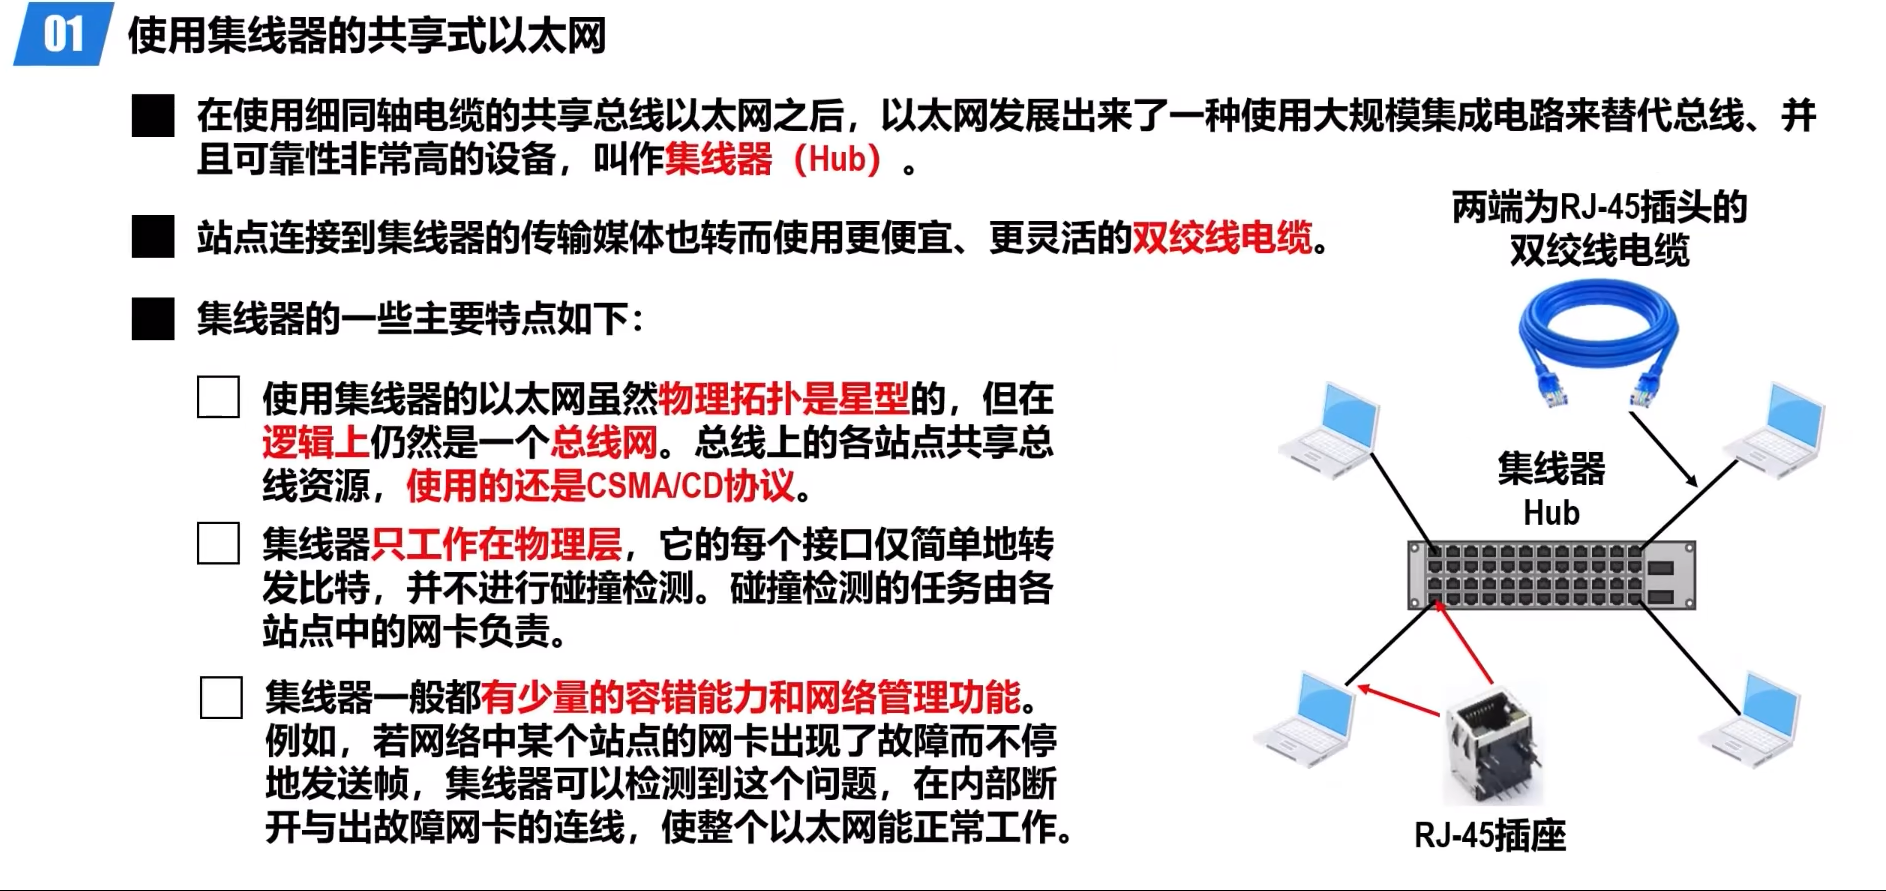 01 使用集线器的共享式以太网
在使用细同轴电缆的共享总线以太网之后，以太网发展出来了一种使用大规模集成电路来替代总线、并
且可靠性非常高的设备，叫作集线器（Hub）。
站点连接到集线器的传输媒体也转而使用更便宜、更灵活的双绞线电缆。
集线器的一些主要特点如下：
使用集线器的以太网虽然物理拓扑是星型的，但在
逻辑上仍然是一个总线网。总线上的各站点共享总
线资源，使用的还是CSMA/CD协议。
集线器只工作在物理层，它的每个接口仅简单地转
发比特，并不进行碰撞检测。碰撞检测的任务由各
站点中的网卡负责。
集线器一般都有少量的容错能力和网络管理功能。
例如，若网络中某个站点的网卡出现了故障而不停
地发送帧，集线器可以检测到这个问题，在内部断
开与出故障网卡的连线，使整个以太网能正常工作。
两端为RJ-45插头的
双绞线电缆
集线器
Hub
RJ-45插座